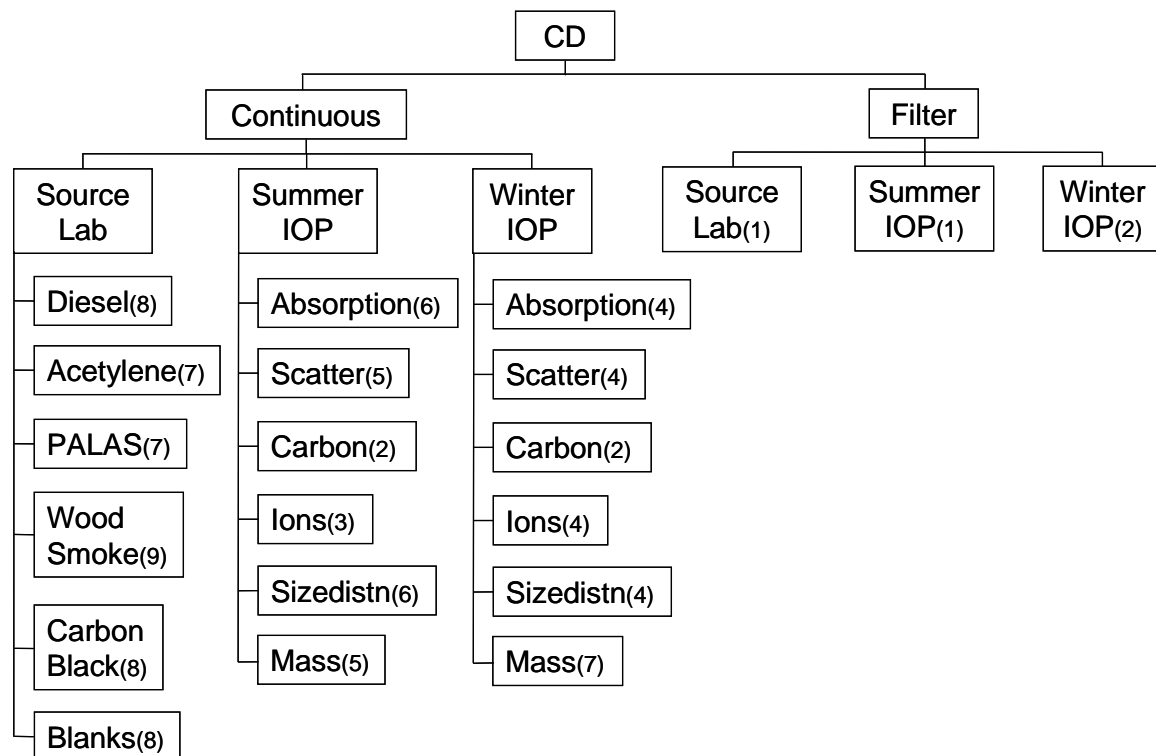 CD
Continuous
Filter
Source
Lab
Summer
IOP
Winter
IOP
Source
Lab(1)
Summer
IOP(1)
Winter
IOP(2)
Diesel(8)
Acetylene(7)
PALAS(7)
Wood
Smoke(9)
Carbon
Black(8)
Blanks(8)
Absorption(6)
Scatter(5)
Carbon(2)
Ions(3)
Sizedistn(6)
Mass(5)
Absorption(4)
Scatter(4)
Carbon(2)
Ions(4)
Sizedistn(4)
Mass(7)